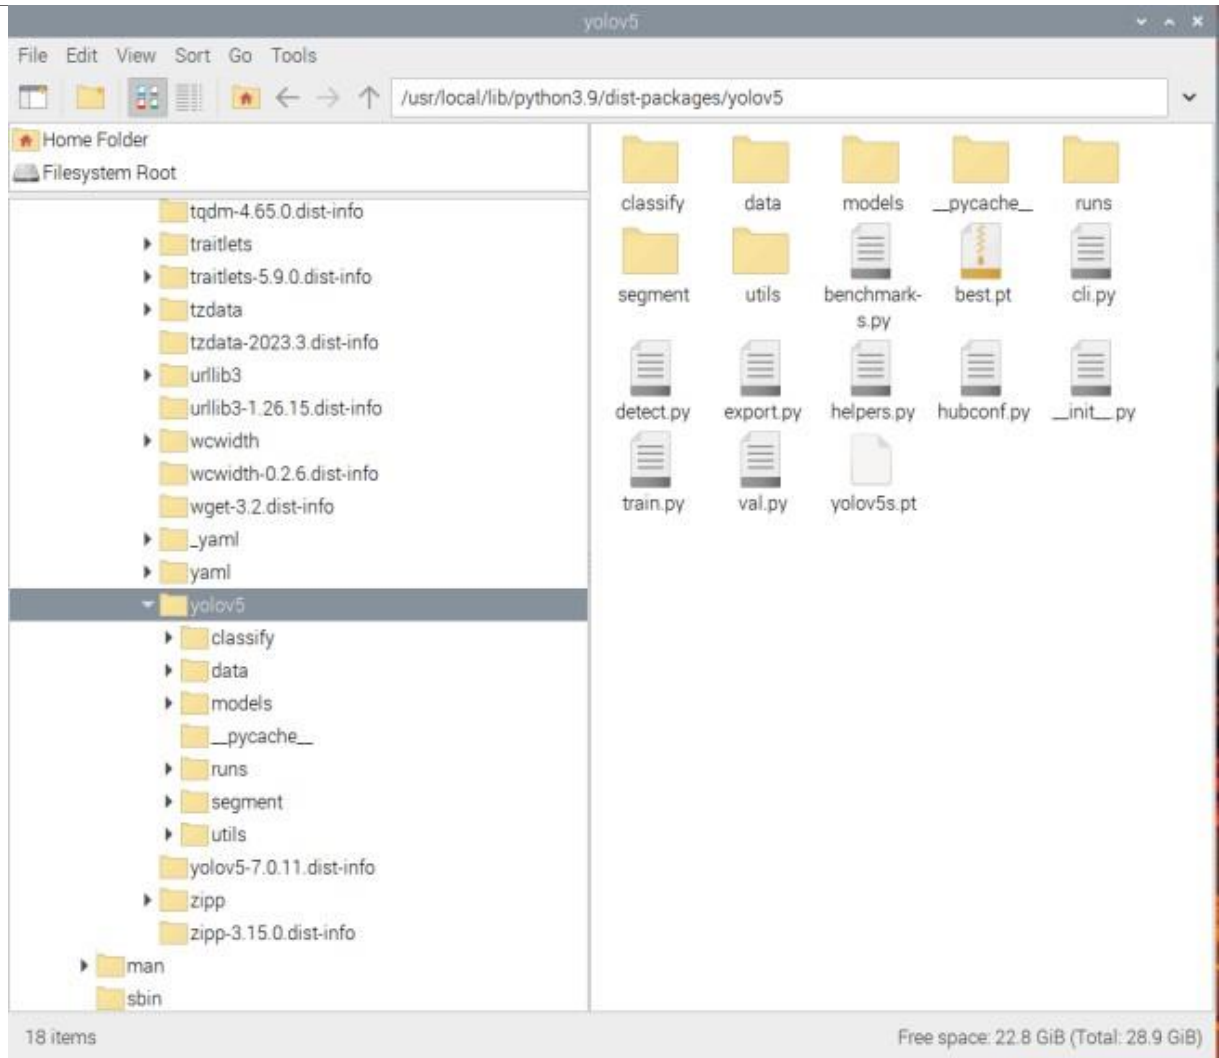 yolov5
File Edit View Sort Go Tools
/usr/local/lib/python3.9/dist-packages/yolov5
Home Folder
Filesystem Root
tqdm-4.65.0.dist-info
traitlets
traitlets-5.9.0.dist-info
tzdata
tzdata-2023.3.dist-info
urllib3
urllib3-1.26.15.dist-info
wcwidth
wcwidth-0.2.6.dist-info
wget-3.2.dist-info
_yaml
yaml
yolov5
classify
data
models
__pycache__
runs
segment
utils
yolov5-7.0.11.dist-info
zipp
zipp-3.15.0.dist-info
man
sbin
classify data models __pycache__ runs
segment utils benchmark- best.pt cli.py
s.py
detect.py export.py helpers.py hubconf.py __init__.py
train.py val.py yolov5s.pt
18 items Free space: 22.8 GiB (Total: 28.9 GiB)